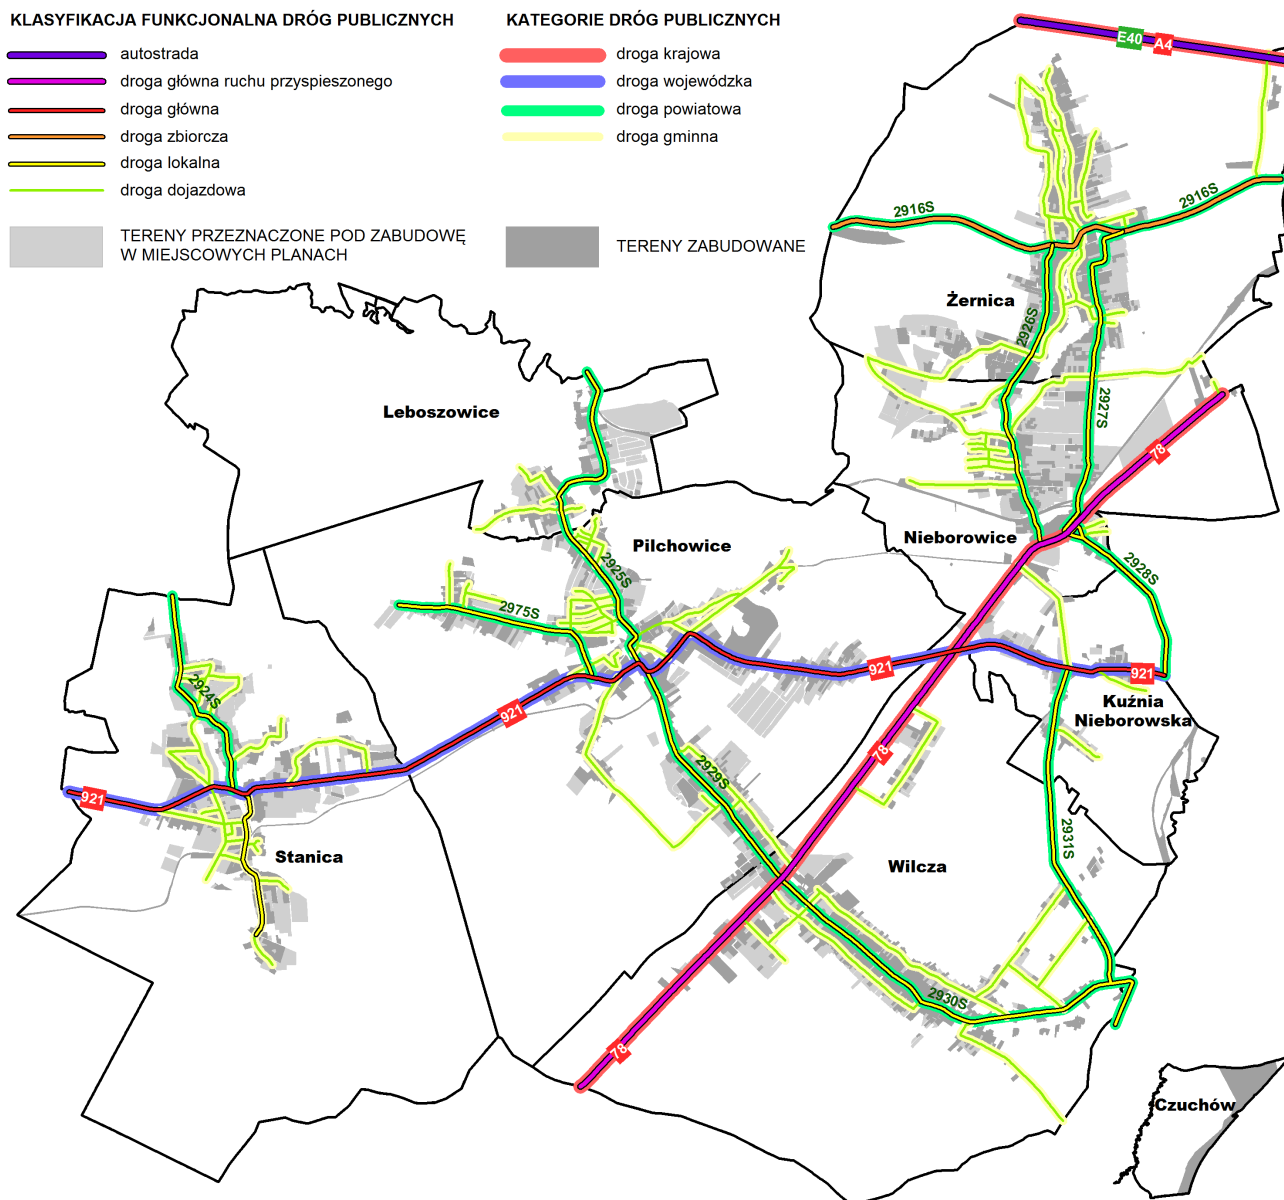 KLASYFIKACJA FUNKCJONALNA DRÓG PUBLICZNYCH
autostrada
droga główna ruchu przyspieszonego
droga główna
droga zbiorcza
droga lokalna
droga dojazdowa
TERENY PRZEZNACZONE POD ZABUDOWĘ
W MIEJSCOWYCH PLANACH
KATEGORIE DRÓG PUBLICZNYCH
droga krajowa
droga wojewódzka
droga powiatowa
droga gminna
TERENY ZABUDOWANE
E40
A4
2916S
2916S
Żernica
2926S
2927S
Leboszowice
78
Nieborowice
Pilchowice
2925S
2928S
2975S
921
921
Kuźnia
Nieborowska
2924S
921
78
2929S
921
2931S
Stanica
Wilcza
2930S
78
Czuchów